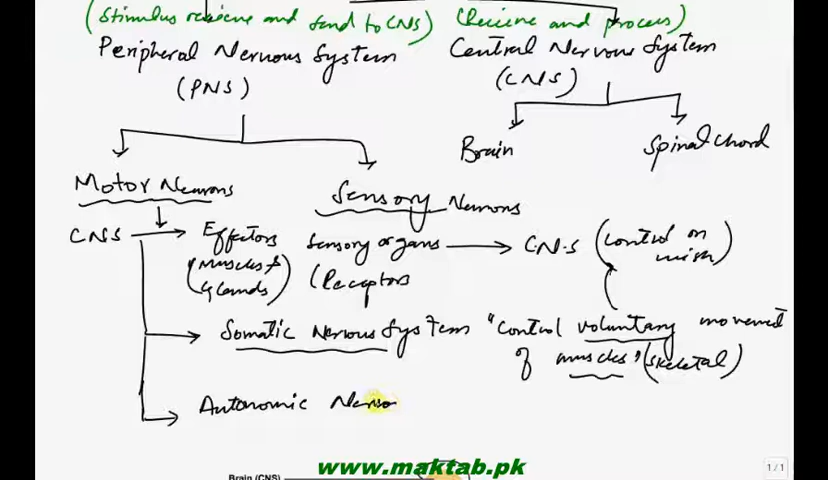 (Stimulus recieve and send to CNS) (Recieve and process)
Peripheral Nervous System Central Nervous System
(PNS) (CNS)
Brain Spinal Chord
Motor Neurons Sensory Neurons
CNS Effectors Sensory organs CNS (Control on
(Muscles & wish)
Glands) (Receptors
Somatic Nervous System "Control voluntary movement
of muscles" (skeletal)
Autonomic Nervo
www.maktab.pk
1/1
Brain (CNS)